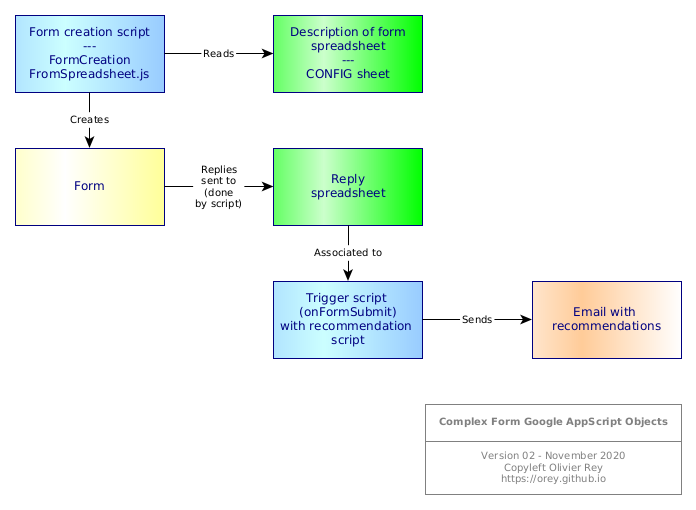 Form creation script
---
FormCreation
FromSpreadsheet.js
Reads
Description of form
spreadsheet
---
CONFIG sheet
Creates
Form
Replies
sent to
(done
by script)
Reply
spreadsheet
Associated to
Trigger script
(onFormSubmit)
with recommendation
script
Sends
Email with
recommendations
Complex Form Google AppScript Objects
Version 02 - November 2020
Copyleft Olivier Rey
https://orey.github.io